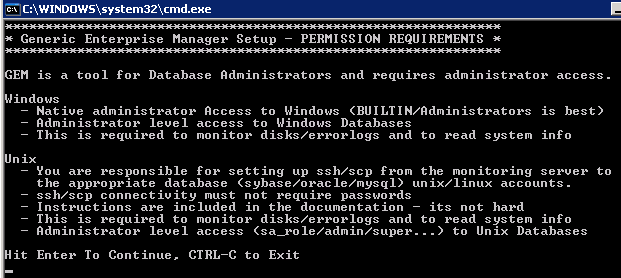 C:\WINDOWS\system32\cmd.exe
*************************************************************
* Generic Enterprise Manager Setup - PERMISSION REQUIREMENTS *
*************************************************************
GEM is a tool for Database Administrators and requires administrator access.
Windows
- Native administrator Access to Windows (BUILTIN/Administrators is best)
- Administrator level access to Windows Databases
- This is required to monitor disks/errorlogs and to read system info
Unix
- You are responsible for setting up ssh/scp from the monitoring server to
the appropriate database (sybase/oracle/mysql) unix/linux accounts.
- ssh/scp connectivity must not require passwords
- Instructions are included in the documentation - its not hard
- This is required to monitor disks/errorlogs and to read system info
- Administrator level access (sa_role/admin/super...) to Unix Databases
Hit Enter To Continue, CTRL-C to Exit